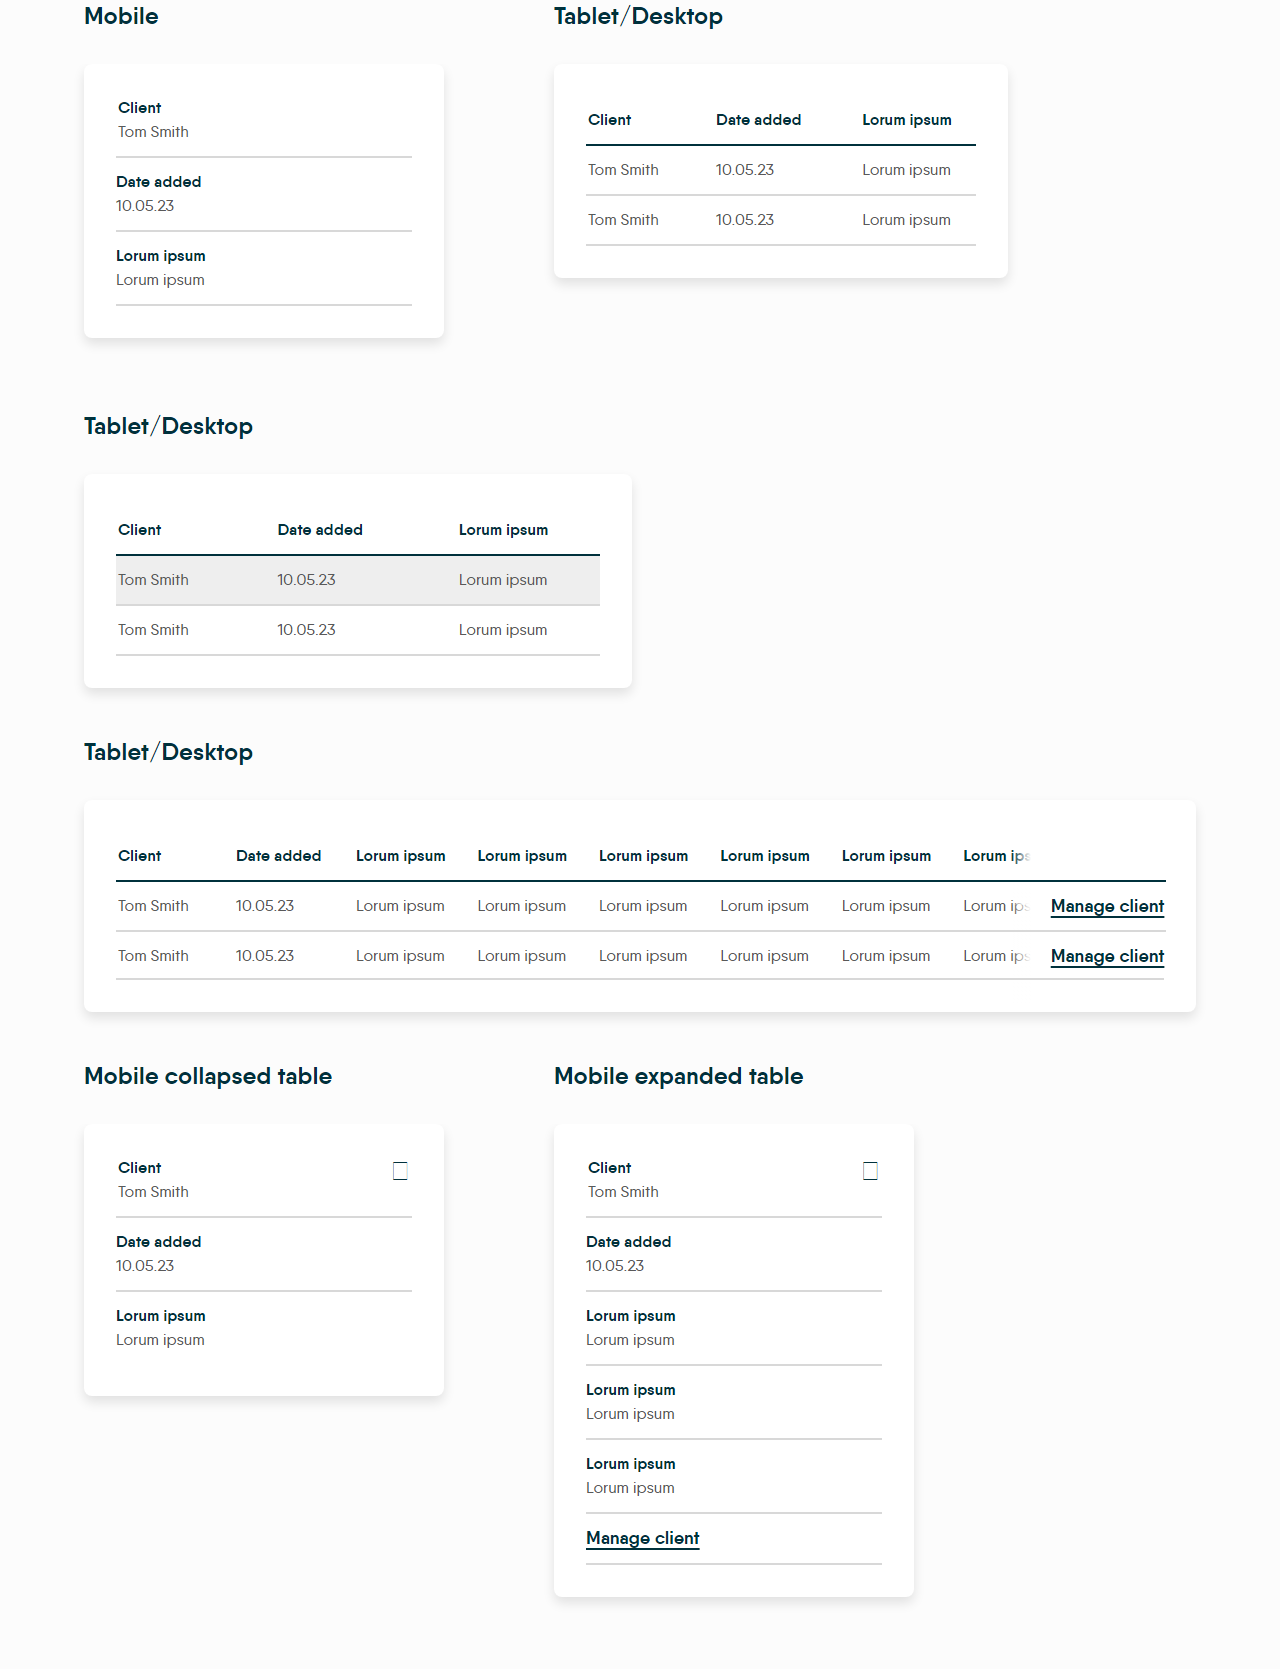 Mobile
Client
Tom Smith
Date added
10.05.23
Lorum ipsum
Lorum ipsum
Tablet/Desktop
Client Date added Lorum ipsum
Tom Smith 10.05.23 Lorum ipsum
Tom Smith 10.05.23 Lorum ipsum
Tablet/Desktop
Client Date added Lorum ipsum
Tom Smith 10.05.23 Lorum ipsum
Tom Smith 10.05.23 Lorum ipsum
Tablet/Desktop
Client Date added Lorum ipsum Lorum ipsum Lorum ipsum Lorum ipsum Lorum ipsum Lorum ips
Tom Smith 10.05.23 Lorum ipsum Lorum ipsum Lorum ipsum Lorum ipsum Lorum ipsum Lorum ips Manage client
Tom Smith 10.05.23 Lorum ipsum Lorum ipsum Lorum ipsum Lorum ipsum Lorum ipsum Lorum ips Manage client
Mobile collapsed table
Client
Tom Smith
Date added
10.05.23
Lorum ipsum
Lorum ipsum
Mobile expanded table
Client
Tom Smith
Date added
10.05.23
Lorum ipsum
Lorum ipsum
Lorum ipsum
Lorum ipsum
Lorum ipsum
Lorum ipsum
Manage client